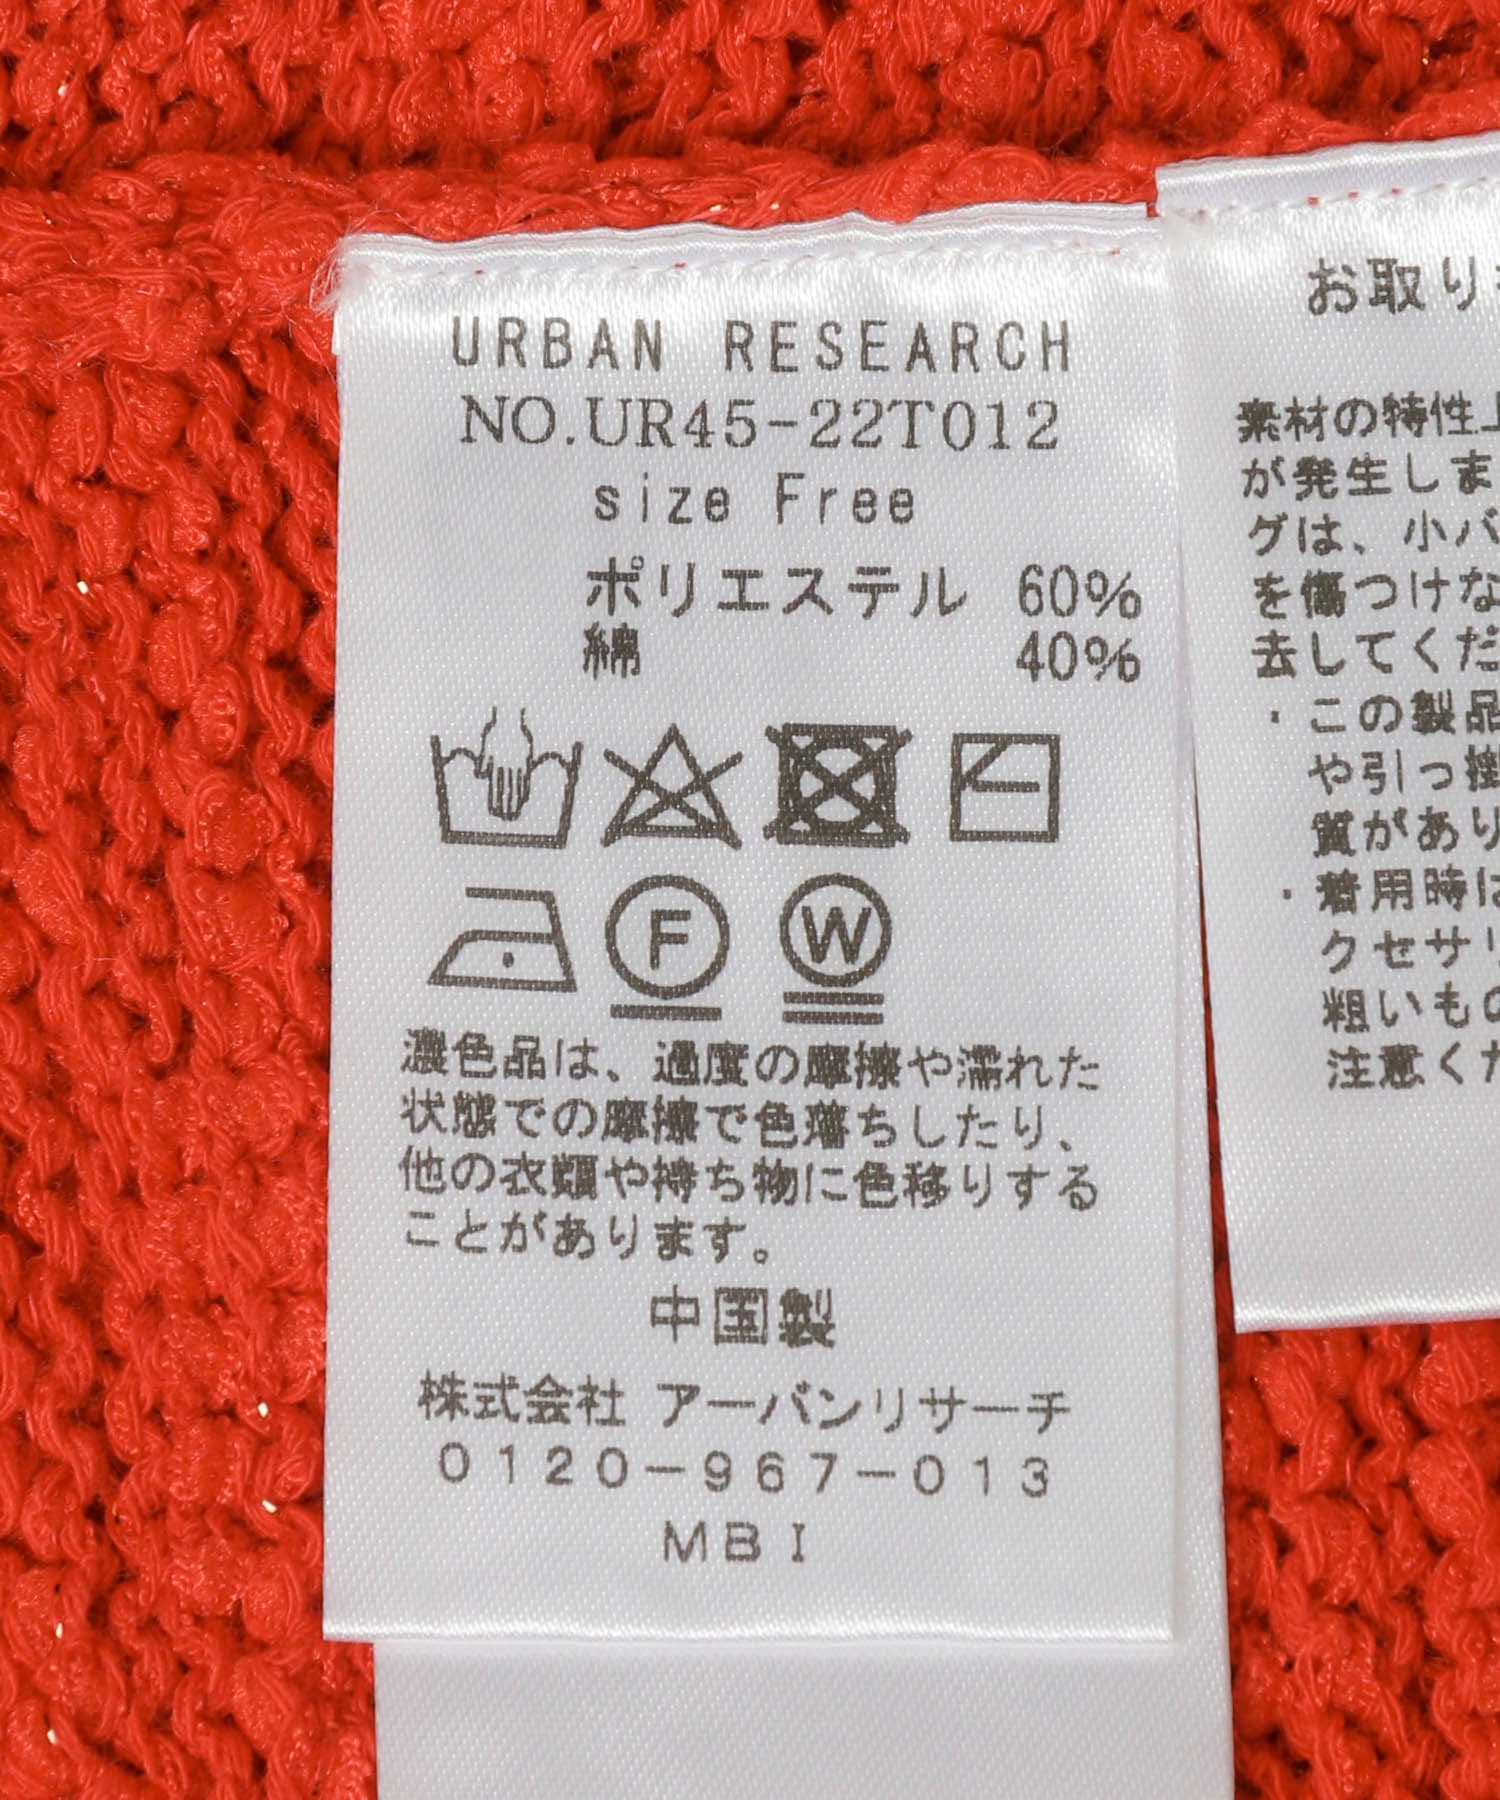 URBAN RESEARCH
NO.UR45-22T012
size Free
ポリエステル 60%
綿 40%
F W
濃色品は、過度の摩擦や濡れた
状態での摩擦で色落ちしたり、
他の衣類や持ち物に色移りする
ことがあります。
中国製
株式会社 アーバンリサーチ
0120-967-013
MBI
お取り
素材の特性上
が発生しま
グは、小バ
を傷つけな
去してくだ
・この製品
や引っ掛
質があり
・着用時は
クセサリ
粗いもの
注意くだ